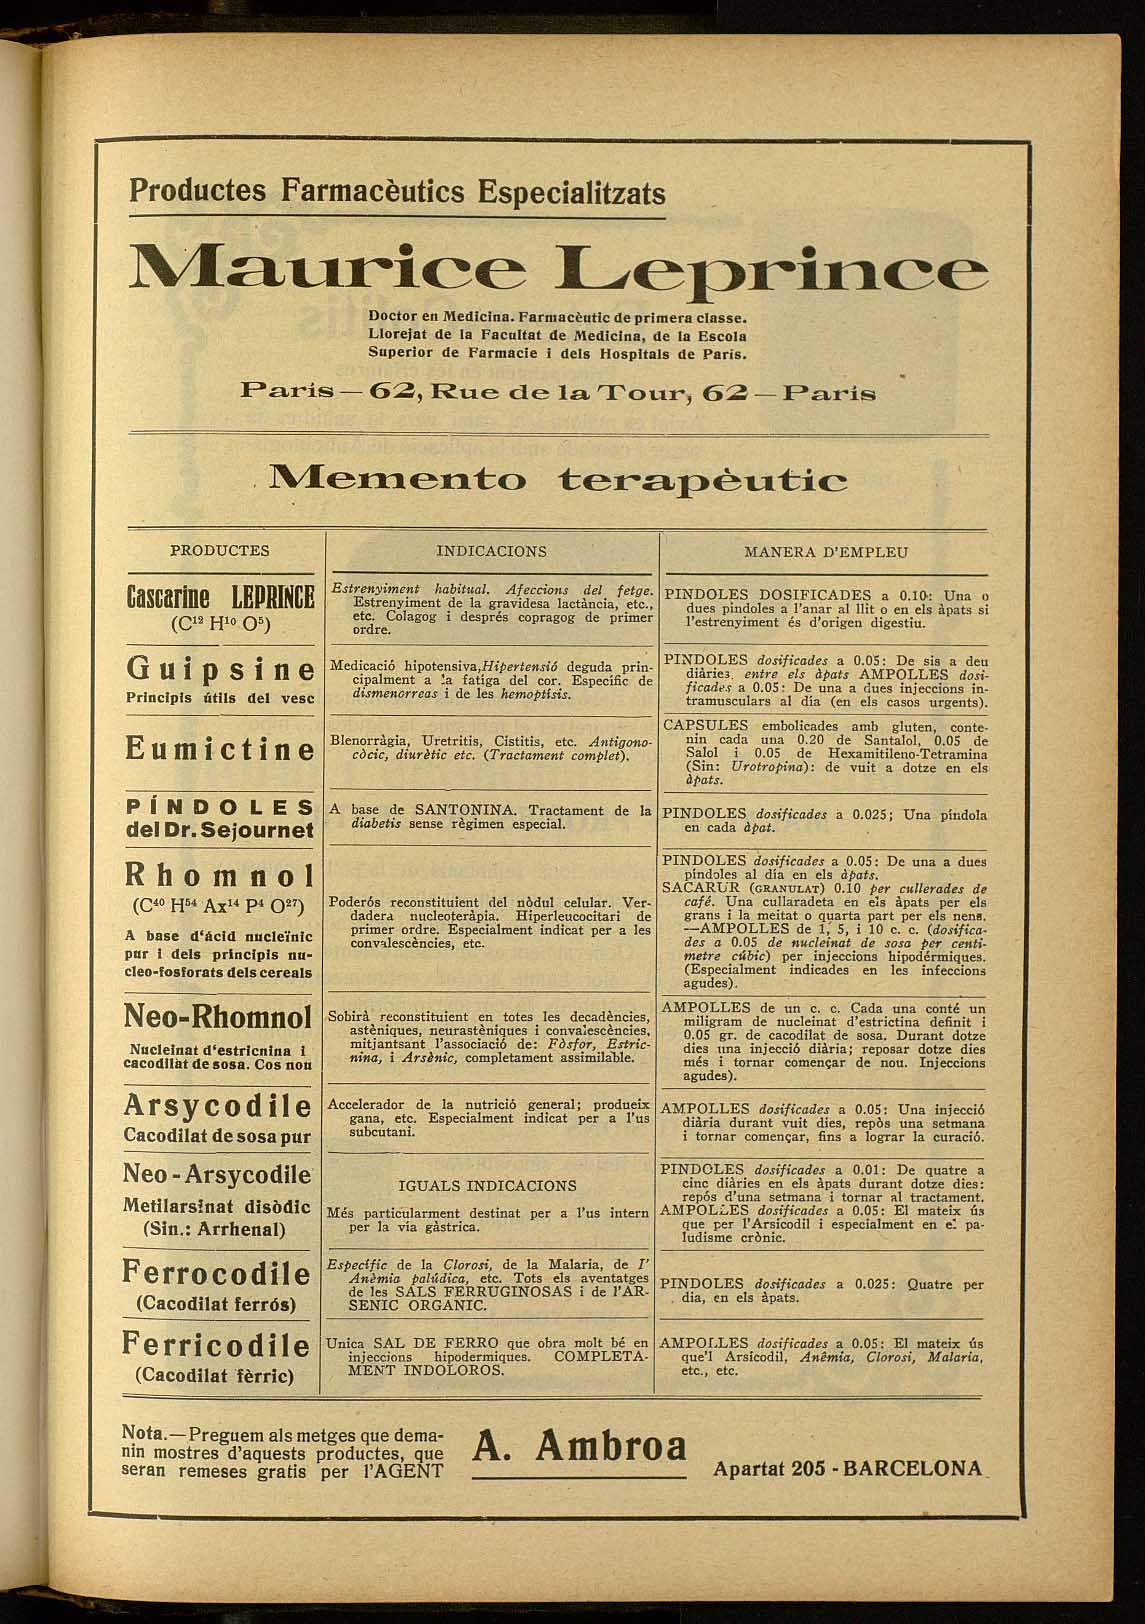 Productes Farmacèutics Especialitzats
Maurice Leprince
Doctor en Medicina. Farmacèutic de primera classe.
Llorejat de la Facultat de Medicina, de la Escola
Superior de Farmacie i dels Hospitals de Paris.
Paris — 62, Rue de la Tour, 62 — Paris
Memento terapèutic
PRODUCTES
INDICACIONS
MANERA D'EMPLEU
Cascarine LEPRINCE
(C¹² H¹⁰ O⁵)
Estrenyiment habitual. Afeccions del fetge.
Estrenyiment de la gravidesa lactància, etc.,
etc. Colagog i després copragog de primer
ordre.
PINDOLES DOSIFICADES a 0.10: Una o
dues pindoles a l'anar al llit o en els àpats si
l'estrenyiment és d'origen digestiu.
Guipsine
Principis útils del vesc
Medicació hipotensiva, Hipertensió deguda prin-
cipalment a la fatiga del cor. Específic de
dismenorreas i de les hemoptisis.
PINDOLES dosificades a 0.05: De sis a deu
diàries. entre els àpats AMPOLLES dosi-
ficades a 0.05: De una a dues injeccions in-
tramusculars al dia (en els casos urgents).
Eumictine
Blenorràgia, Uretritis, Cistitis, etc. Antigono-
còcic, diurètic etc. (Tractament complet).
CAPSULES embolicades amb gluten, conte-
nin cada una 0.20 de Santalol, 0.05 de
Salol i 0.05 de Hexamitileno-Tetramina
(Sin: Urotropina): de vuit a dotze en els
àpats.
PÍNDOLES
del Dr. Sejournet
A base de SANTONINA. Tractament de la
diabetis sense règimen especial.
PINDOLES dosificades a 0.025; Una pindola
en cada àpat.
Rhomnol
(C⁴⁰ H⁵⁴ Ax¹⁴ P⁴ O²⁷)
A base d'ácid nucleïnic
pur i dels principis nu-
cleo-fosforats dels cereals
Poderós reconstituient del nòdul celular. Ver-
dadera nucleoteràpia. Hiperleucocitari de
primer ordre. Especialment indicat per a les
convalescències, etc.
PINDOLES dosificades a 0.05: De una a dues
pindoles al día en els àpats.
SACARUR (GRANULAT) 0.10 per cullerades de
café. Una cullaradeta en els àpats per els
grans i la meitat o quarta part per els nens.
—AMPOLLES de 1, 5, i 10 c. c. (dosifica-
des a 0.05 de nucleinat de sosa per centi-
metre cúbic) per injeccions hipodérmiques.
(Especialment indicades en les infeccions
agudes).
Neo-Rhomnol
Nucleinat d'estricnina i
cacodilat de sosa. Cos nou
Sobirà reconstituient en totes les decadències,
astèniques, neurastèniques i convalescències,
mitjantsant l'associació de: Fòsfor, Estric-
nina, i Arsènic, completament assimilable.
AMPOLLES de un c. c. Cada una conté un
miligram de nucleinat d'estrictina definit i
0.05 gr. de cacodilat de sosa. Durant dotze
dies una injecció diària; reposar dotze dies
més i tornar començar de nou. Injeccions
agudes).
Arsycodile
Cacodilat de sosa pur
Accelerador de la nutrició general; produeix
gana, etc. Especialment indicat per a l'us
subcutani.
AMPOLLES dosificades a 0.05: Una injecció
diària durant vuit dies, repòs una setmana
i tornar començar, fins a lograr la curació.
Neo-Arsycodile
Metilarsinat disòdic
(Sin.: Arrhenal)
IGUALS INDICACIONS
Més particularment destinat per a l'us intern
per la vía gàstrica.
PINDOLES dosificades a 0.01: De quatre a
cinc diàries en els àpats durant dotze dies:
repós d'una setmana i tornar al tractament.
AMPOLLES dosificades a 0.05: El mateix ús
que per l'Arsicodil i especialment en el pa-
ludisme crònic.
Ferrocodile
(Cacodilat ferrós)
Específic de la Clorosi, de la Malaria, de l'
Anèmia palúdica, etc. Tots els aventatges
de les SALS FERRUGINOSAS i de l'AR-
SENIC ORGANIC.
PINDOLES dosificades a 0.025: Quatre per
dia, en els àpats.
Ferricodile
(Cacodilat fèrric)
Unica SAL DE FERRO que obra molt bé en
injeccions hipodermiques. COMPLETA-
MENT INDOLOROS.
AMPOLLES dosificades a 0.05: El mateix ús
que'l Arsicodil, Anêmia, Clorosi, Malaria,
etc., etc.
Nota.—Preguem als metges que dema-
nin mostres d'aquests productes, que
seran remeses gratis per l'AGENT
A. Ambroa
Apartat 205 - BARCELONA